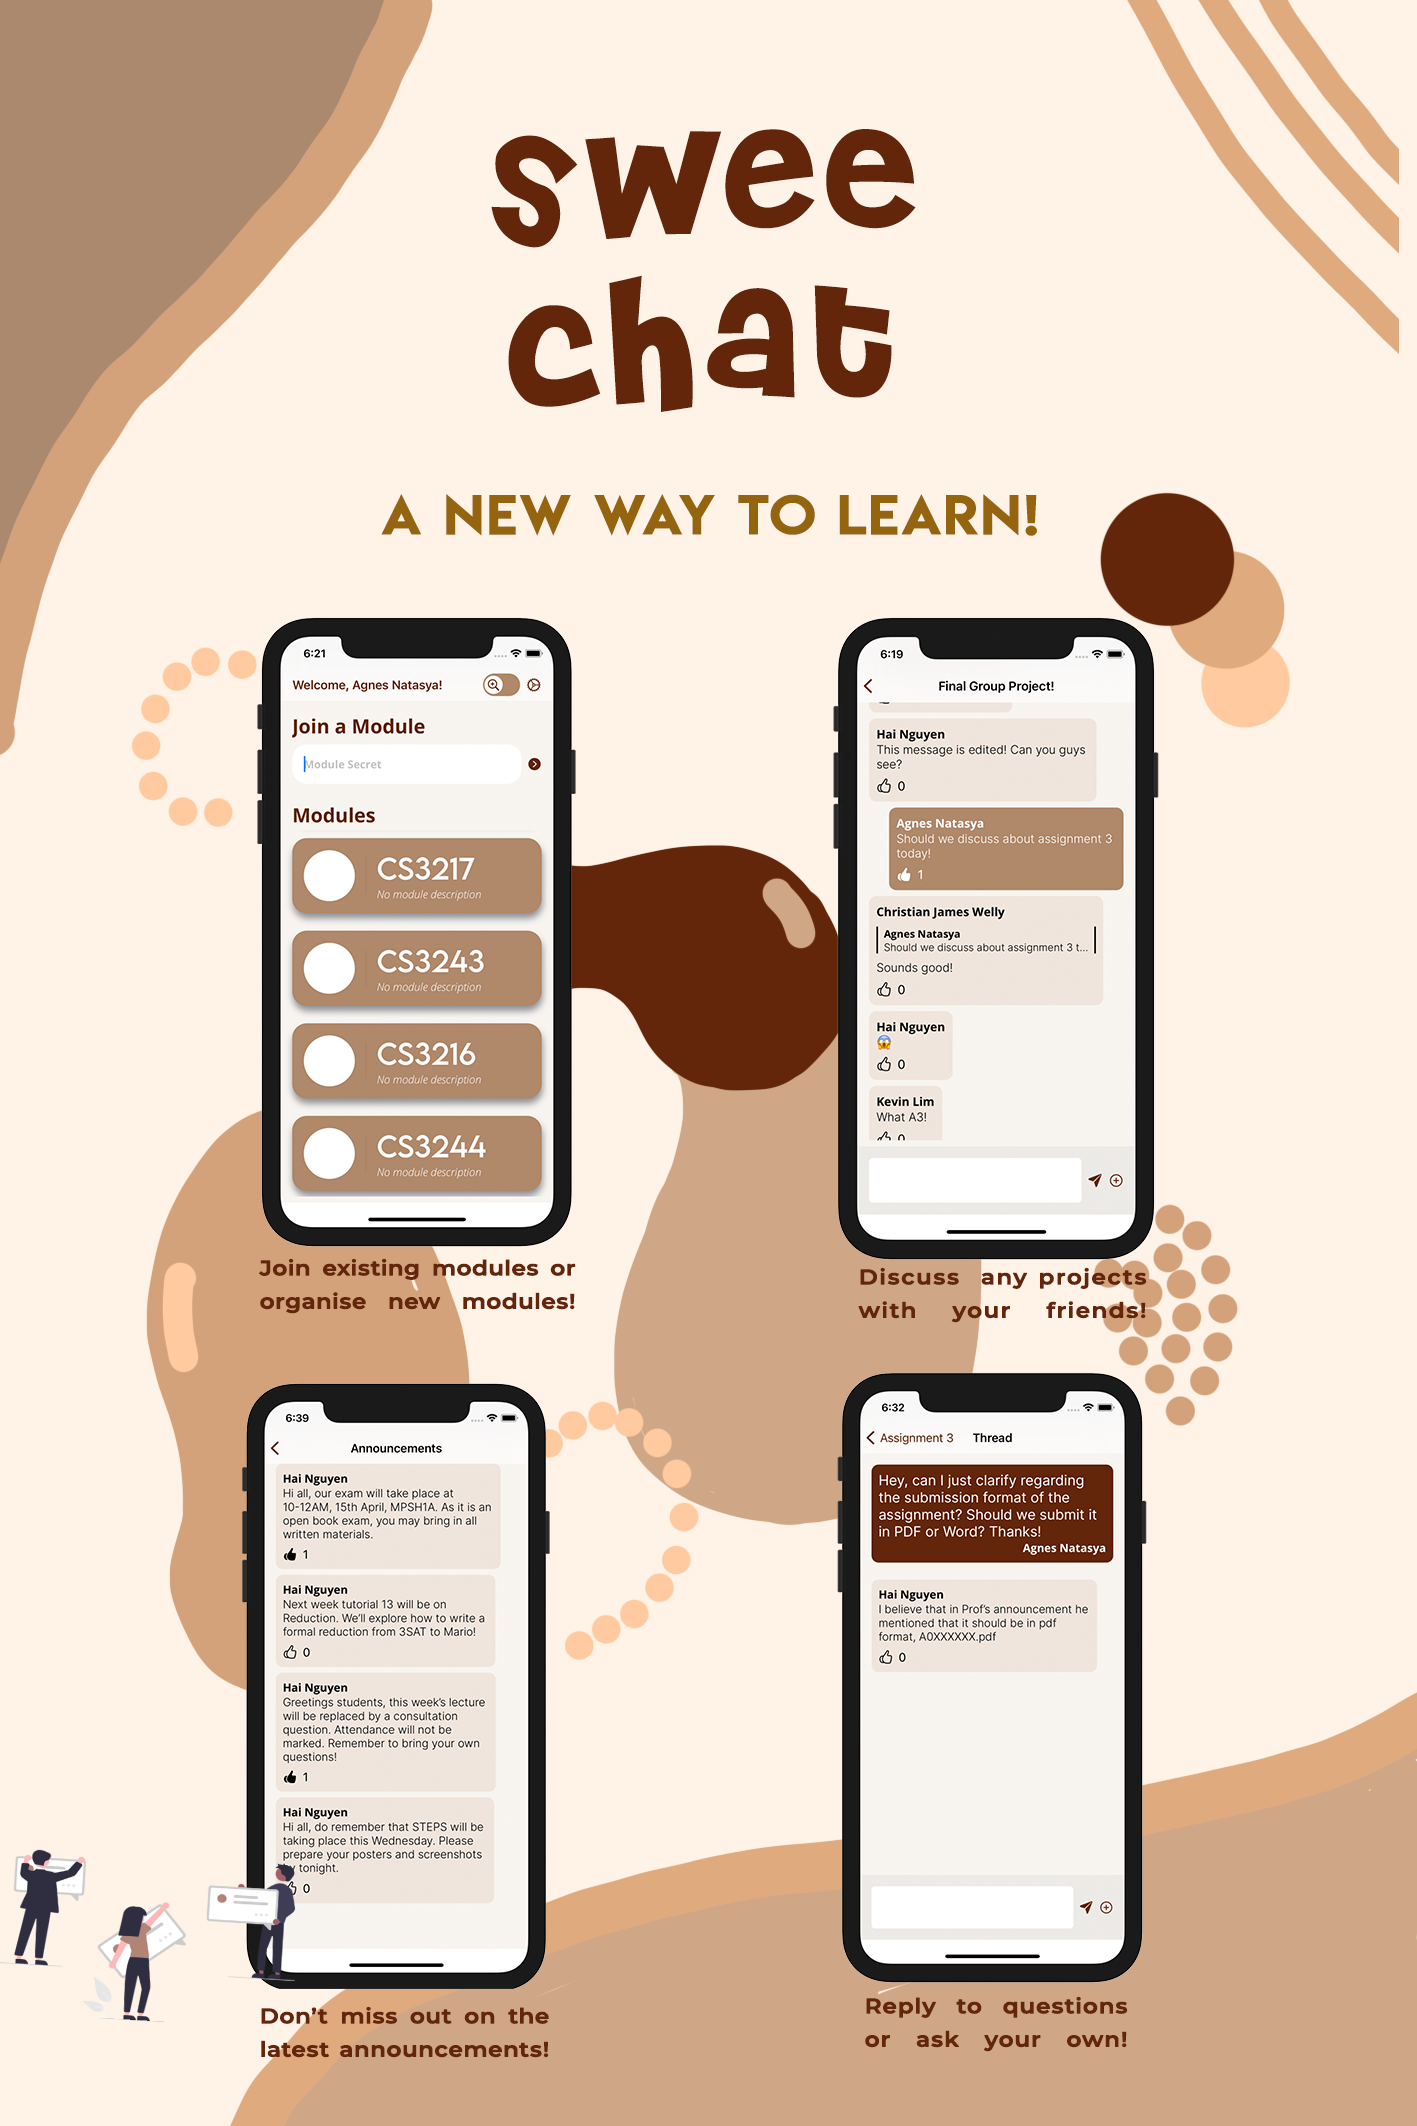 swee
chat
A NEW WAY TO LEARN!
6:21
Welcome, Agnes Natasya!
Join a Module
Module Secret
Modules
CS3217
No module description
CS3243
No module description
CS3216
No module description
CS3244
No module description
Join existing modules or
organise new modules!
6:19
Final Group Project!
Hai Nguyen
This message is edited! Can you guys
see?
0
Agnes Natasya
Should we discuss about assignment 3
today!
1
Christian James Welly
Agnes Natasya
Should we discuss about assignment 3 t...
Sounds good!
0
Hai Nguyen
😱
0
Kevin Lim
What A3!
0
Discuss any projects
with your friends!
6:39
Announcements
Hai Nguyen
Hi all, our exam will take place at
10-12AM, 15th April, MPSH1A. As it is an
open book exam, you may bring in all
written materials.
1
Hai Nguyen
Next week tutorial 13 will be on
Reduction. We'll explore how to write a
formal reduction from 3SAT to Mario!
0
Hai Nguyen
Greetings students, this week's lecture
will be replaced by a consultation
question. Attendance will not be
marked. Remember to bring your own
questions!
1
Hai Nguyen
Hi all, do remember that STEPS will be
taking place this Wednesday. Please
prepare your posters and screenshots
tonight.
0
Don't miss out on the
latest announcements!
6:32
Assignment 3
Thread
Hey, can I just clarify regarding
the submission format of the
assignment? Should we submit it
in PDF or Word? Thanks!
Agnes Natasya
Hai Nguyen
I believe that in Prof's announcement he
mentioned that it should be in pdf
format, A0XXXXXX.pdf
0
Reply to questions
or ask your own!